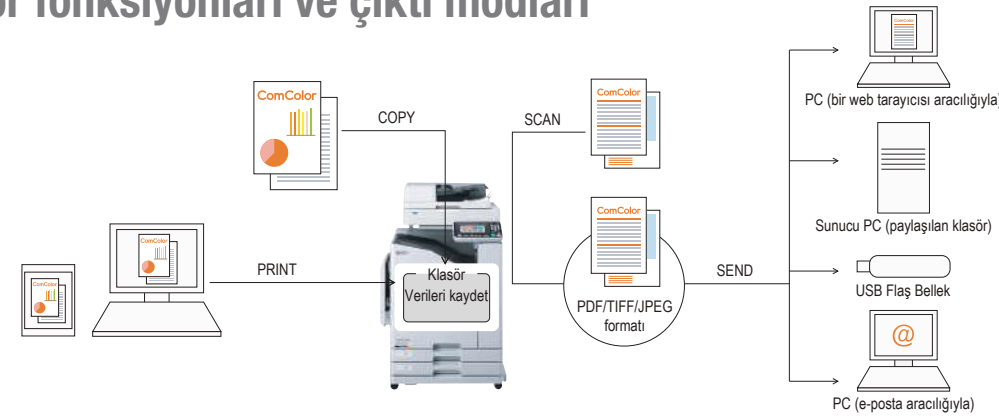 fonksiyonları ve çıktı modları
ComColor
COPY
SCAN
ComColor
PC (bir web tarayıcısı aracılığıyla)
Sunucu PC (paylaşılan klasör)
ComColor
ComColor
PRINT
Klasör
Verileri kaydet
ComColor
PDF/TIFF/JPEG
formatı
SEND
USB Flaş Bellek
@
PC (e-posta aracılığıyla)